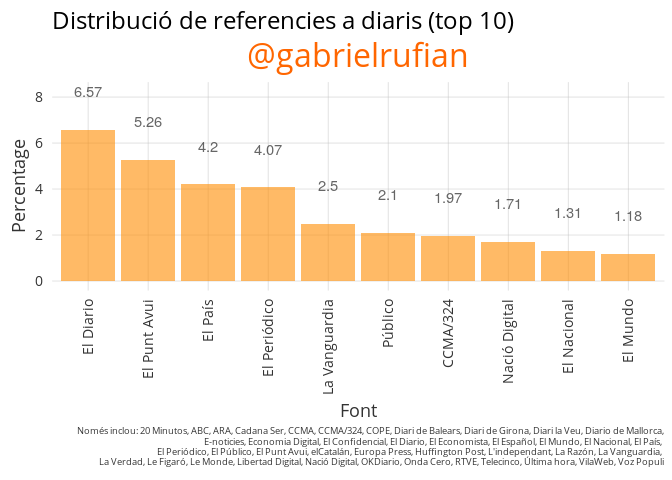 Distribució de referencies a diaris (top 10)
@gabrielrufian
Percentage
8
6
4
2
0
6.57
5.26
4.2
4.07
2.5
2.1
1.97
1.71
1.31
1.18
El Diario
El Punt Avui
El País
El Periódico
La Vanguardia
Público
CCMA/324
Nació Digital
El Nacional
El Mundo
Font
Només inclou: 20 Minutos, ABC, ARA, Cadana Ser, CCMA, CCMA/324, COPE, Diari de Balears, Diari de Girona, Diari la Veu, Diario de Mallorca,
E-noticies, Economia Digital, El Confidencial, El Diario, El Economista, El Español, El Mundo, El Nacional, El País,
El Periódico, El Público, El Punt Avui, elCatalán, Europa Press, Huffington Post, L'independant, La Razón, La Vanguardia,
La Verdad, Le Figaró, Le Monde, Libertad Digital, Nació Digital, OKDiario, Onda Cero, RTVE, Telecinco, Última hora, VilaWeb, Voz Populi